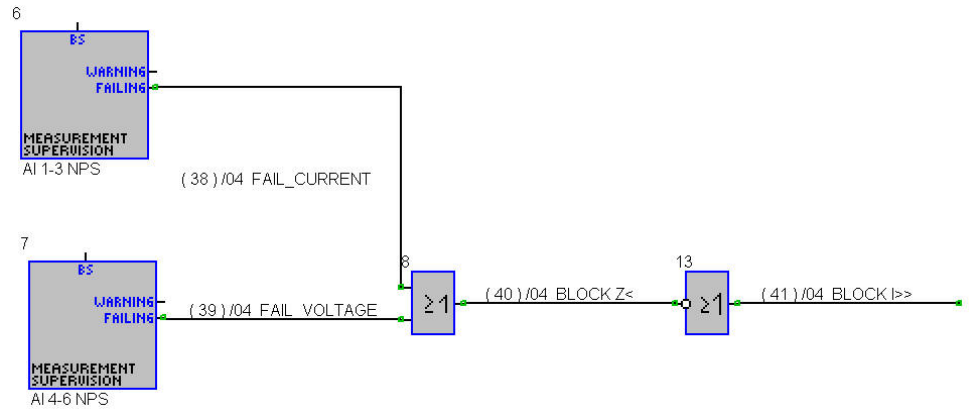 6
BS
WARNING
FAILING
MEASUREMENT
SUPERVISION
AI 1-3 NPS
( 38 ) /04 FAIL_CURRENT
7
BS
WARNING
FAILING
MEASUREMENT
SUPERVISION
AI 4-6 NPS
( 39 ) /04 FAIL_VOLTAGE
8
≥1
( 40 ) /04 BLOCK Z<
13
≥1
( 41 ) /04 BLOCK I>>